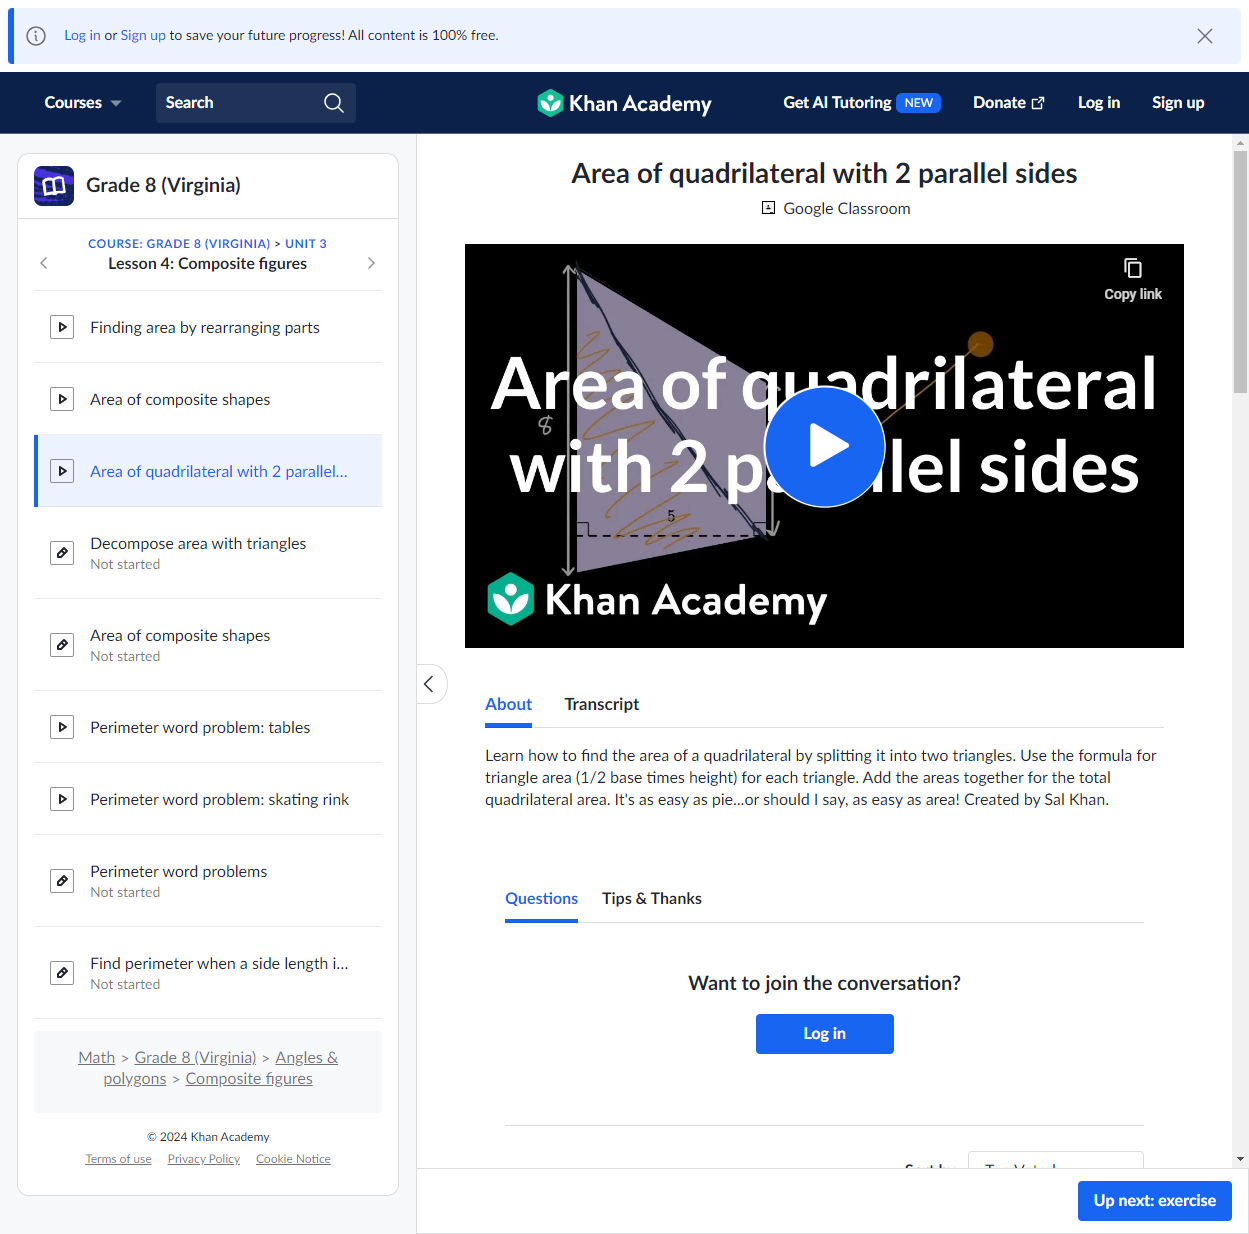 Log in or Sign up to save your future progress! All content is 100% free.
Courses
Search
Khan Academy
Get AI Tutoring NEW
Donate
Log in
Sign up
Grade 8 (Virginia)
COURSE: GRADE 8 (VIRGINIA) > UNIT 3
Lesson 4: Composite figures
Finding area by rearranging parts
Area of composite shapes
Area of quadrilateral with 2 parallel...
Decompose area with triangles
Not started
Area of composite shapes
Not started
Perimeter word problem: tables
Perimeter word problem: skating rink
Perimeter word problems
Not started
Find perimeter when a side length i...
Not started
Math > Grade 8 (Virginia) > Angles &
polygons > Composite figures
© 2024 Khan Academy
Terms of use Privacy Policy Cookie Notice
Area of quadrilateral with 2 parallel sides
Google Classroom
Copy link
Area of quadrilateral
with 2 p llel sides
8
5
Khan Academy
About Transcript
Learn how to find the area of a quadrilateral by splitting it into two triangles. Use the formula for
triangle area (1/2 base times height) for each triangle. Add the areas together for the total
quadrilateral area. It's as easy as pie...or should I say, as easy as area! Created by Sal Khan.
Questions Tips & Thanks
Want to join the conversation?
Log in
Up next: exercise